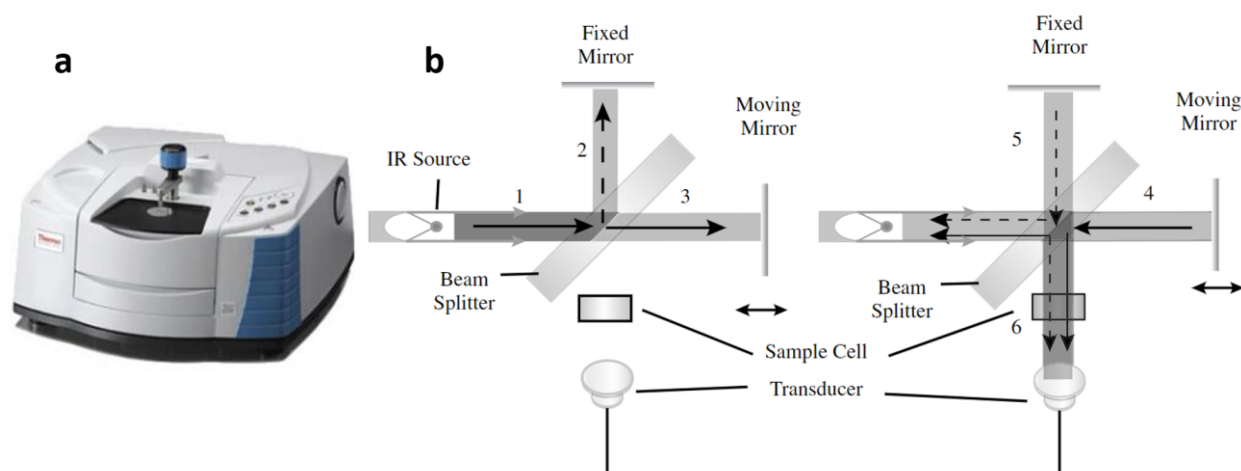 a
b
Fixed
Mirror
Moving
Mirror
IR Source
1
2
3
Beam
Splitter
Sample Cell
Transducer
Fixed
Mirror
Moving
Mirror
5
4
Beam
Splitter
6
Thermo